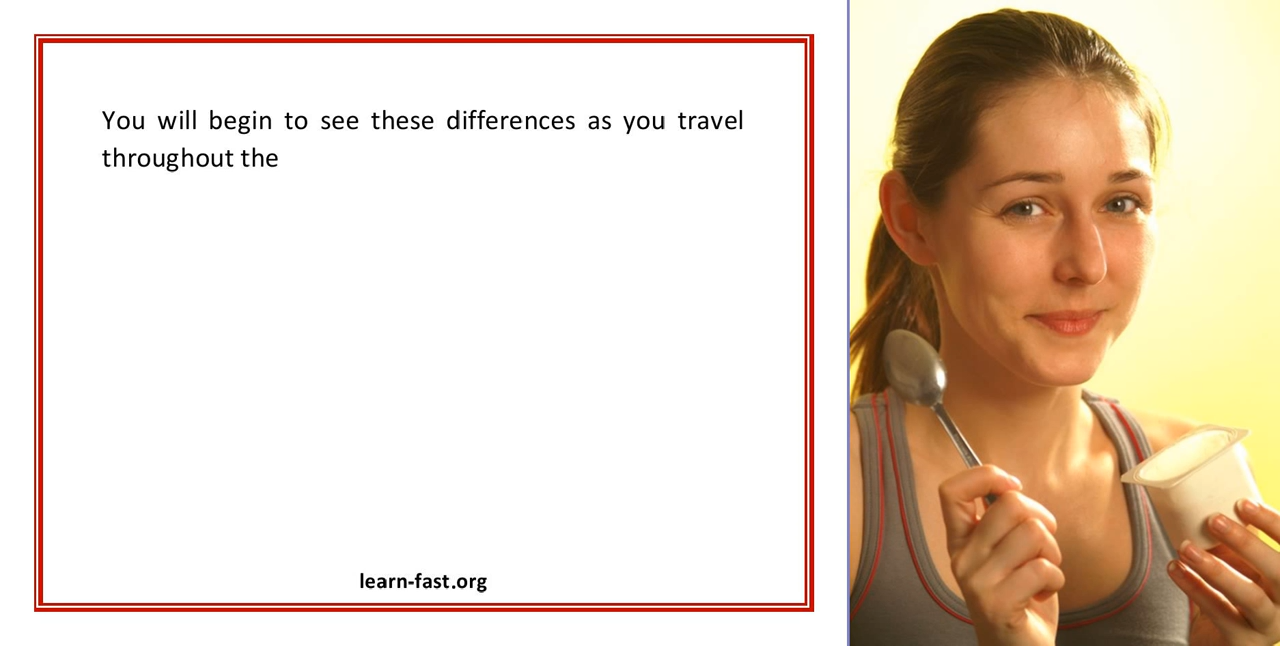 You will begin to see these differences as you travel
throughout the
learn-fast.org